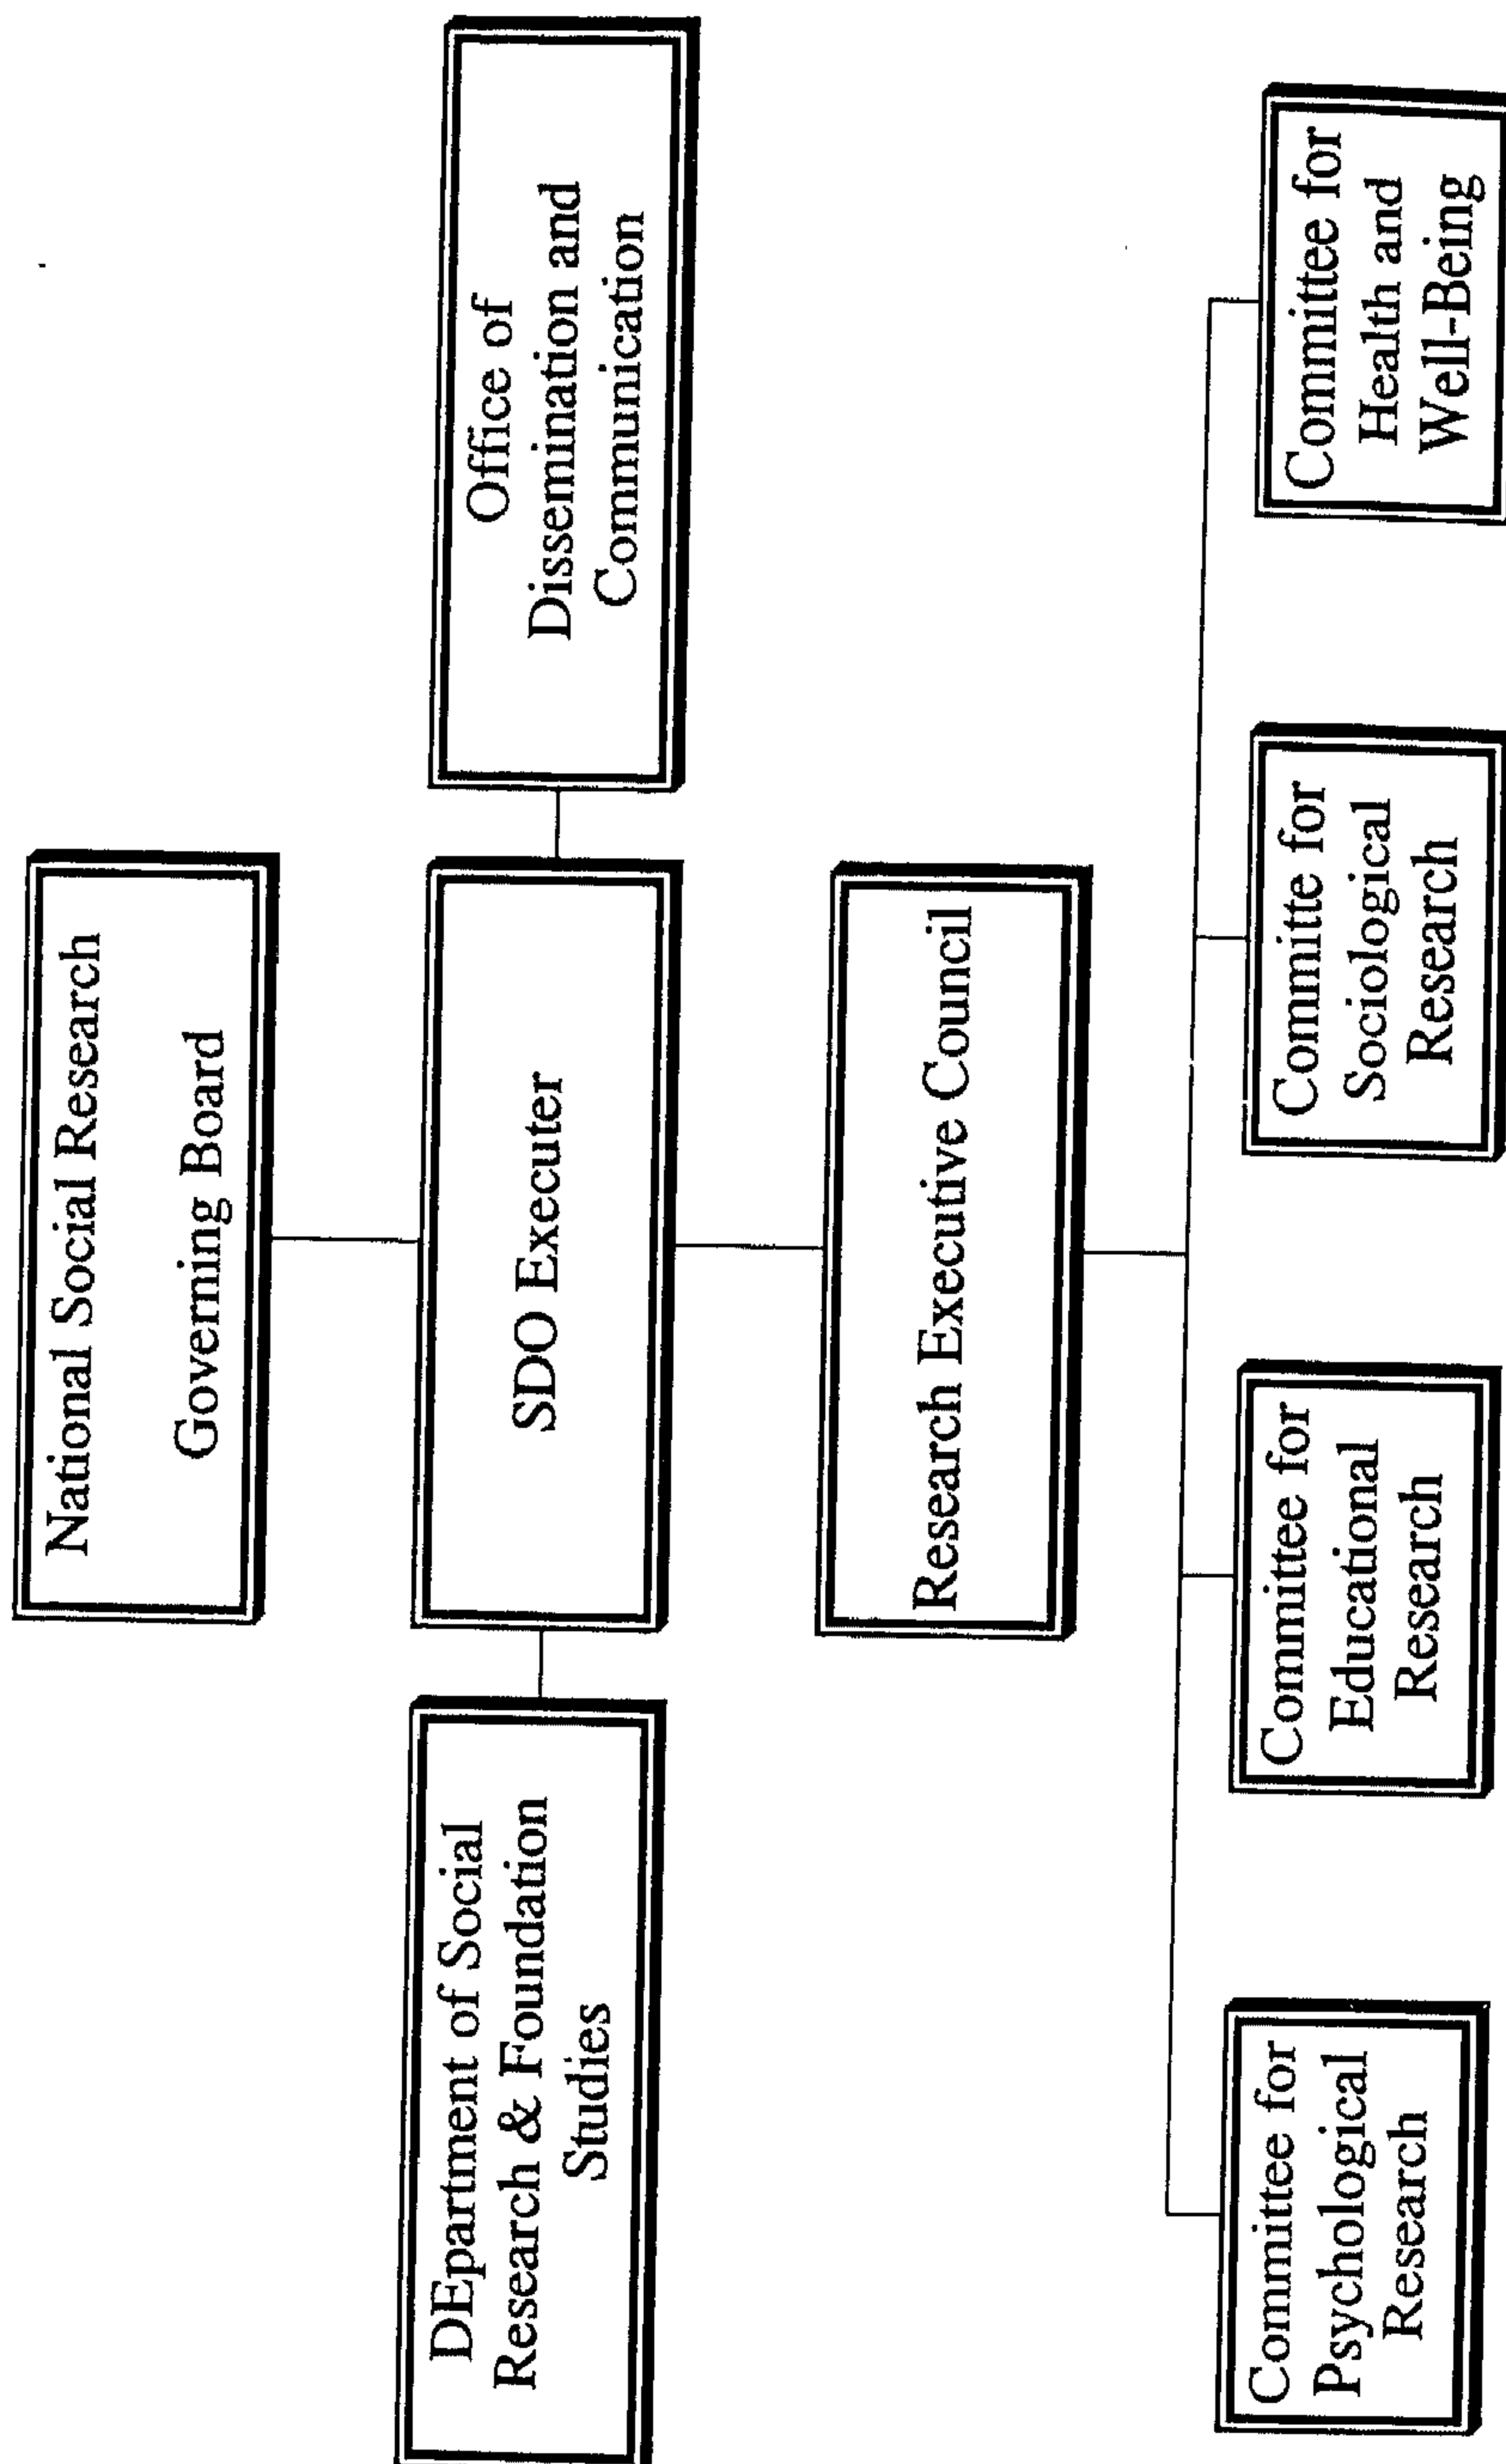 National Social Research
Governing Board
DEpartment of Social
Research & Foundation
Studies
SDO Executer
Office of
Dissemination and
Communication
Research Executive Council
Committee for
Psychological
Research
Committee for
Educational
Research
Committe for
Sociological
Research
Committee for
Health and
Well-Being